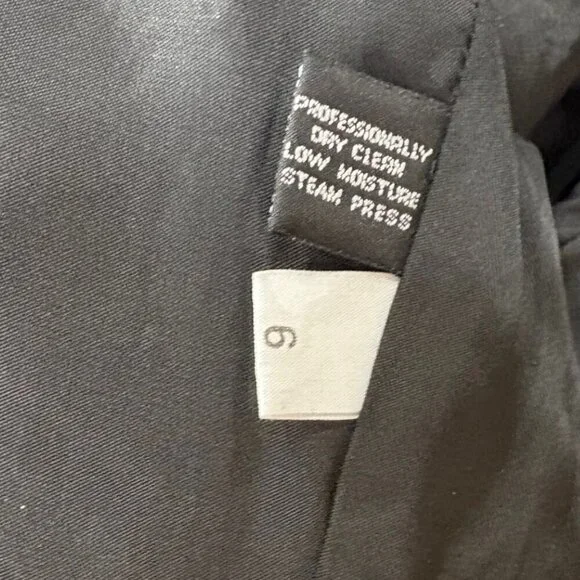 PROFESSIONALLY
DRY CLEAN
LOW MOISTURE
STEAM PRESS